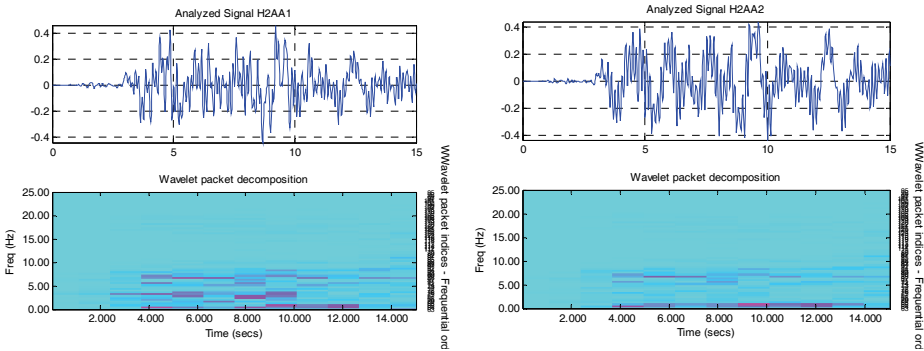 Analyzed Signal H2AA1
0.4
0.2
0
-0.2
-0.4
0 5 10 15
Wavelet packet decomposition
25.00
20.00
15.00
10.00
5.00
0.00
Freq (Hz)
2.000 4.000 6.000 8.000 10.000 12.000 14.000
Time (secs)
WWavelet packet indices - Frequential ord
Analyzed Signal H2AA2
0.4
0.2
0
-0.2
-0.4
0 5 10 15
Wavelet packet decomposition
25.00
20.00
15.00
10.00
5.00
0.00
Freq (Hz)
2.000 4.000 6.000 8.000 10.000 12.000 14.000
Time (secs)
WWavelet packet indices - Frequential ord